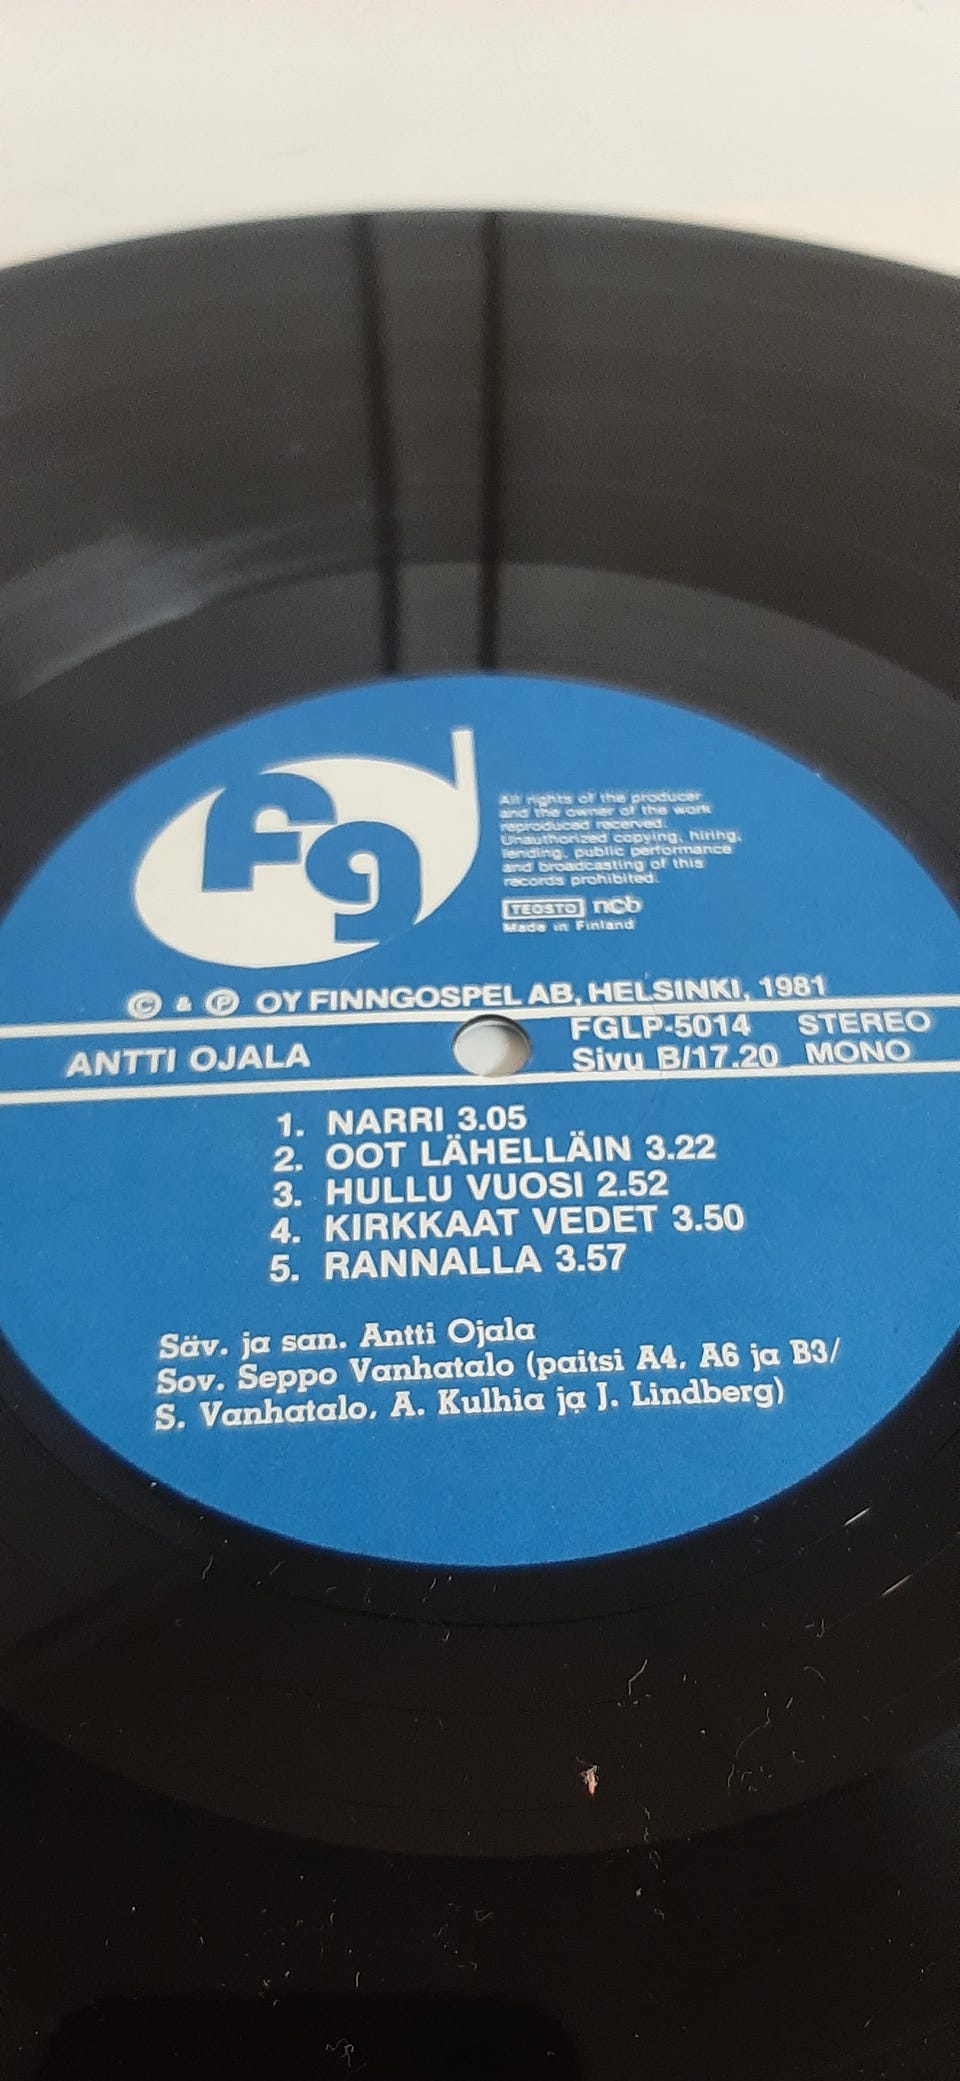 fg
All rights of the producer
and the owner of the work
reproduced recerved.
Unauthorized copying, hiring,
lending, public performance
and broadcasting of this
records prohibited.
TEOSTO ncb
Made in Finland
© & ℗ OY FINNGOSPEL AB, HELSINKI, 1981
ANTTI OJALA
FGLP-5014 STEREO
Sivu B/17.20 MONO
1. NARRI 3.05
2. OOT LÄHELLÄIN 3.22
3. HULLU VUOSI 2.52
4. KIRKKAAT VEDET 3.50
5. RANNALLA 3.57
Säv. ja san. Antti Ojala
Sov. Seppo Vanhatalo (paitsi A4, A6 ja B3/
S. Vanhatalo, A. Kulhia ja J. Lindberg)